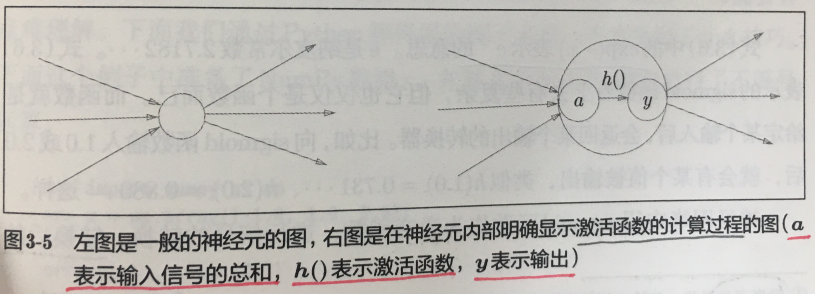 h()
a
y
图3-5 左图是一般的神经元的图，右图是在神经元内部明确显示激活函数的计算过程的图（a
表示输入信号的总和，h()表示激活函数，y表示输出）